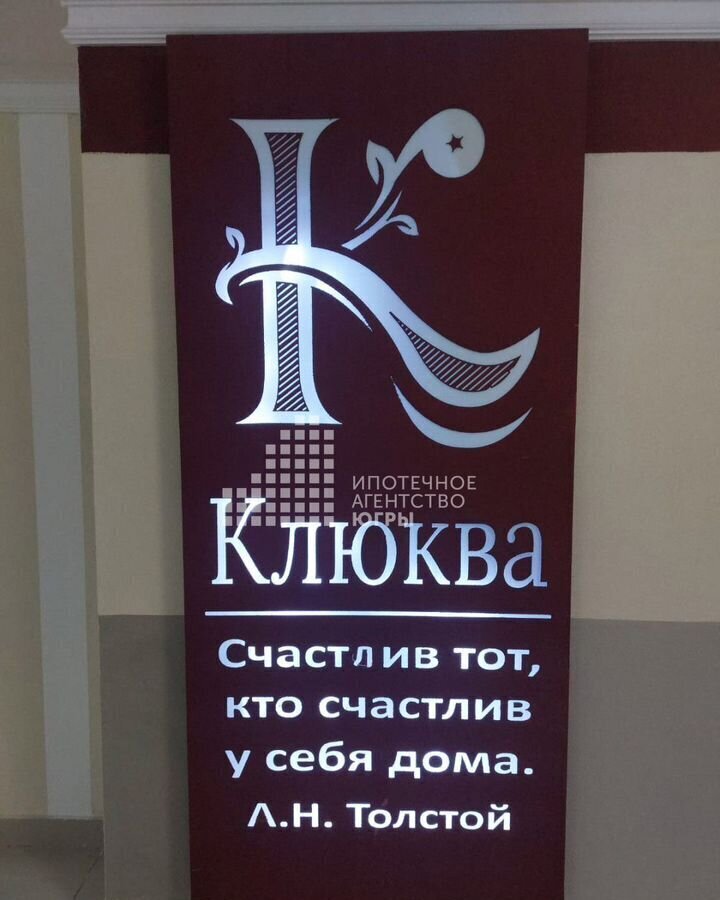 К
ИПОТЕЧНОЕ
АГЕНТСТВО
ЮГРЫ
Клюква
Счастлив тот,
кто счастлив
у себя дома.
Л.Н. Толстой